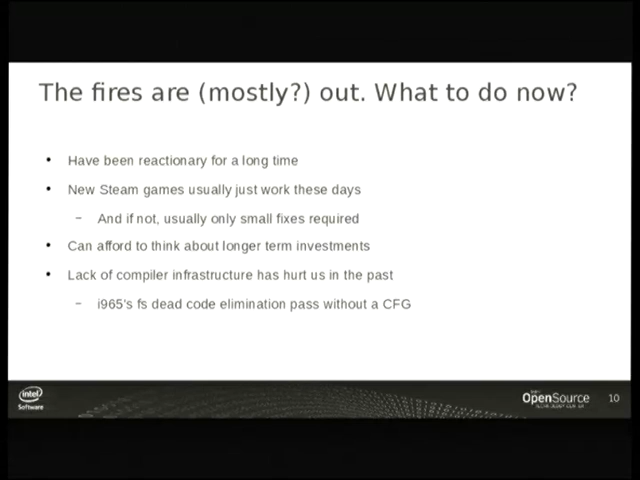 The fires are (mostly?) out. What to do now?
• Have been reactionary for a long time
• New Steam games usually just work these days
– And if not, usually only small fixes required
• Can afford to think about longer term investments
• Lack of compiler infrastructure has hurt us in the past
– i965's fs dead code elimination pass without a CFG
intel
Software
OpenSource
10